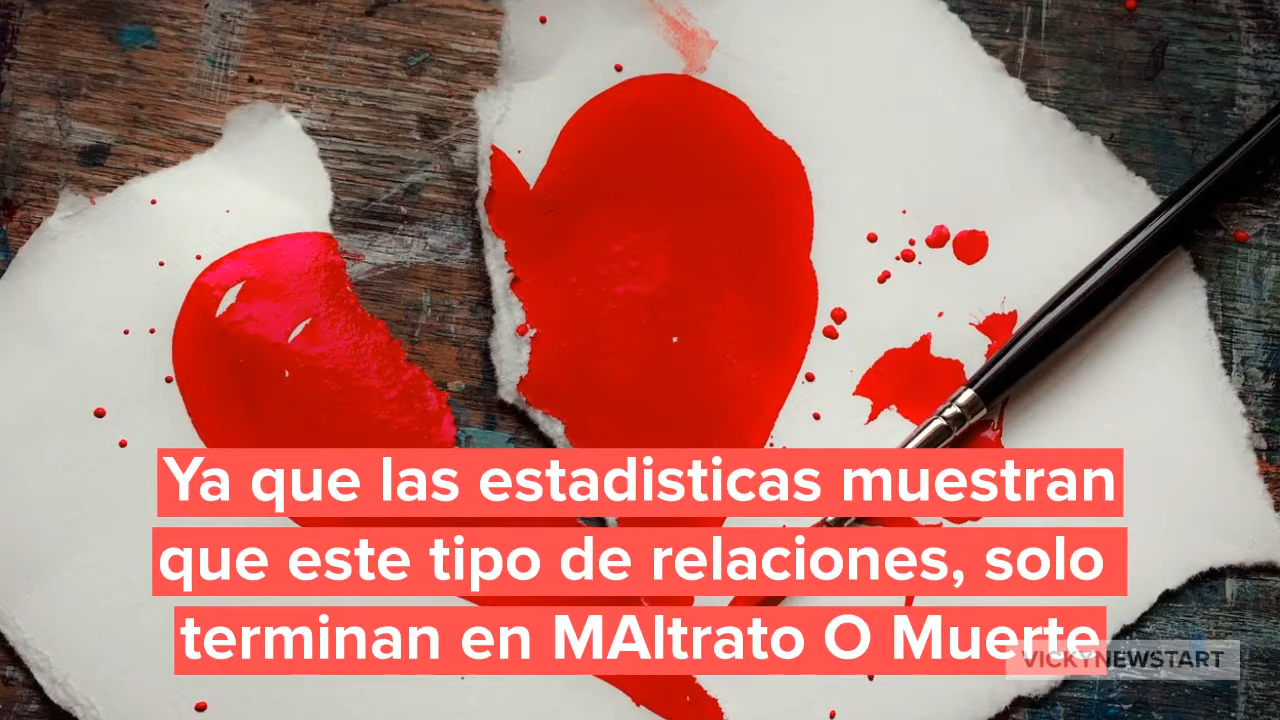 Ya que las estadisticas muestran
que este tipo de relaciones, solo
terminan en MAltrato O Muerte
VICKYNEWSTART